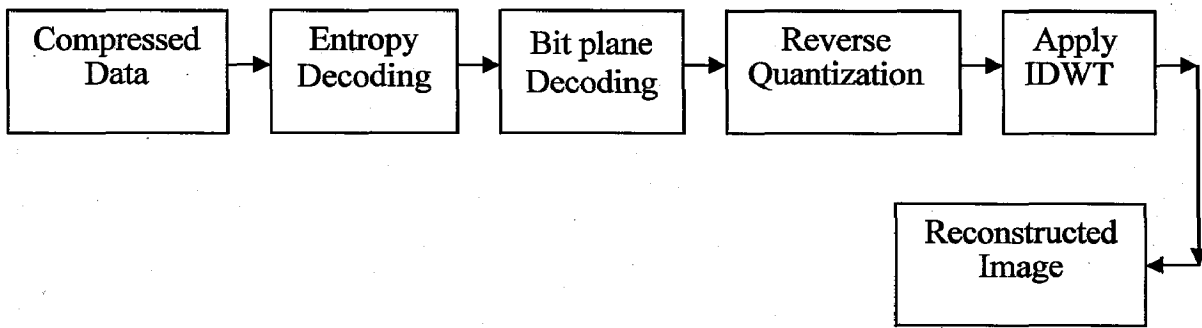 Compressed
Data
Entropy
Decoding
Bit plane
Decoding
Reverse
Quantization
Apply
IDWT
Reconstructed
Image